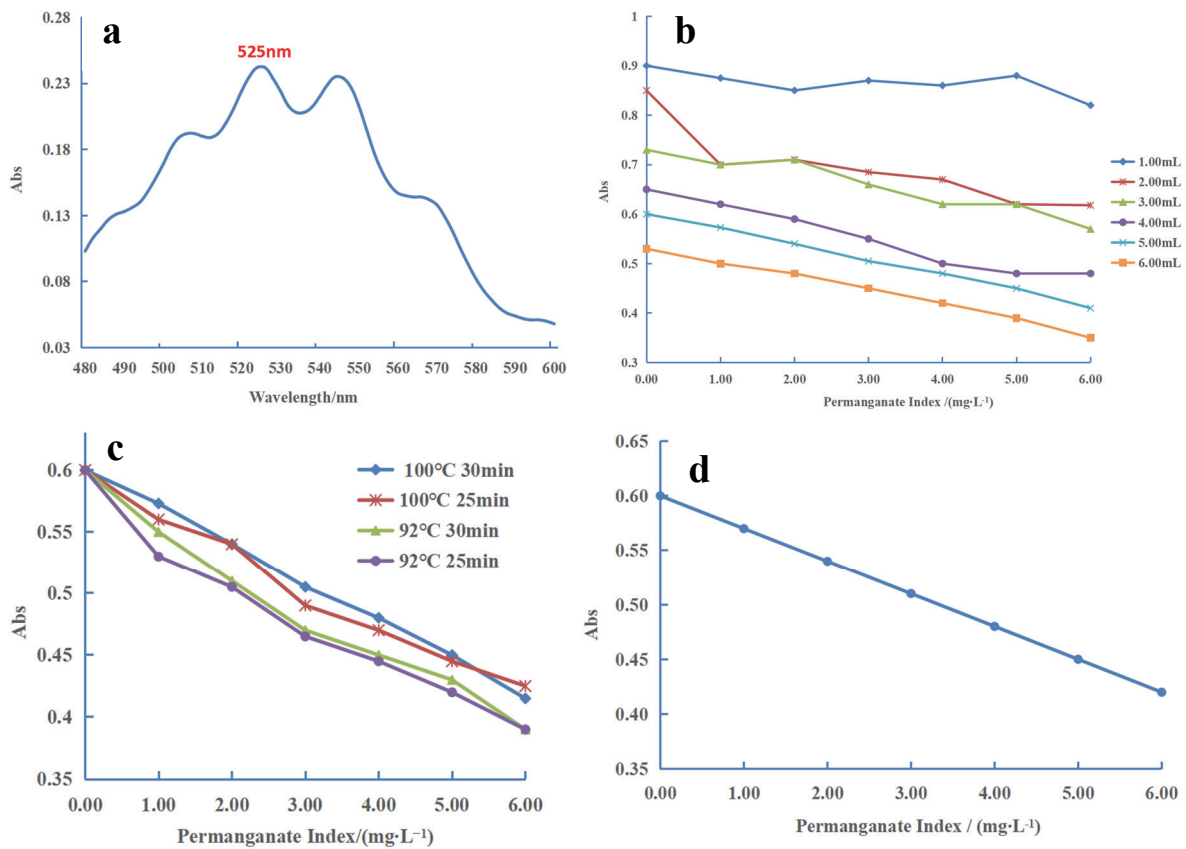 a
525nm
0.28
0.23
0.18
0.13
0.08
0.03
Abs
480 490 500 510 520 530 540 550 560 570 580 590 600
Wavelength/nm
b
1
0.9
0.8
0.7
0.6
0.5
0.4
0.3
Abs
0.00 1.00 2.00 3.00 4.00 5.00 6.00
Permanganate Index /(mg·L⁻¹)
1.00mL
2.00mL
3.00mL
4.00mL
5.00mL
6.00mL
c
0.6
0.55
0.5
0.45
0.4
0.35
Abs
100℃ 30min
100℃ 25min
92℃ 30min
92℃ 25min
0.00 1.00 2.00 3.00 4.00 5.00 6.00
Permanganate Index/(mg·L⁻¹)
d
0.65
0.60
0.55
0.50
0.45
0.40
0.35
Abs
0.00 1.00 2.00 3.00 4.00 5.00 6.00
Permanganate Index / (mg·L⁻¹)